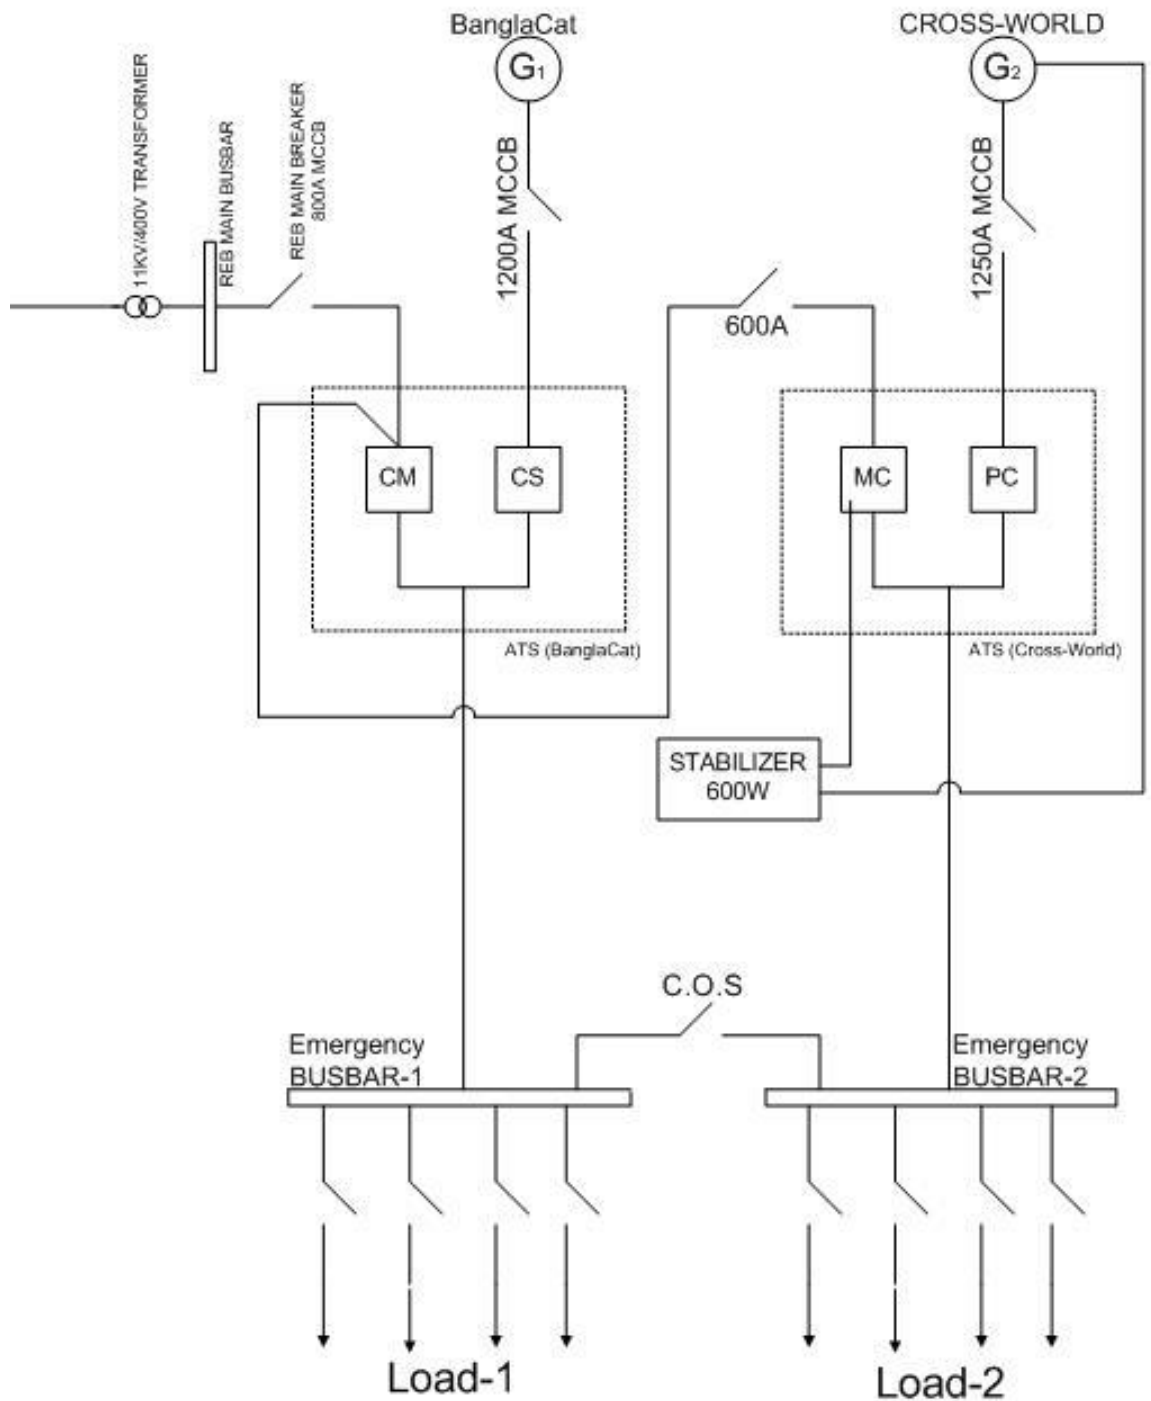 BanglaCat
CROSS-WORLD
G1
G2
11KV/400V TRANSFORMER
REB MAIN BUSBAR
REB MAIN BREAKER
800A MCCB
1200A MCCB
1250A MCCB
600A
CM
CS
MC
PC
ATS (BanglaCat)
ATS (Cross-World)
STABILIZER
600W
C.O.S
Emergency
BUSBAR-1
Emergency
BUSBAR-2
Load-1
Load-2